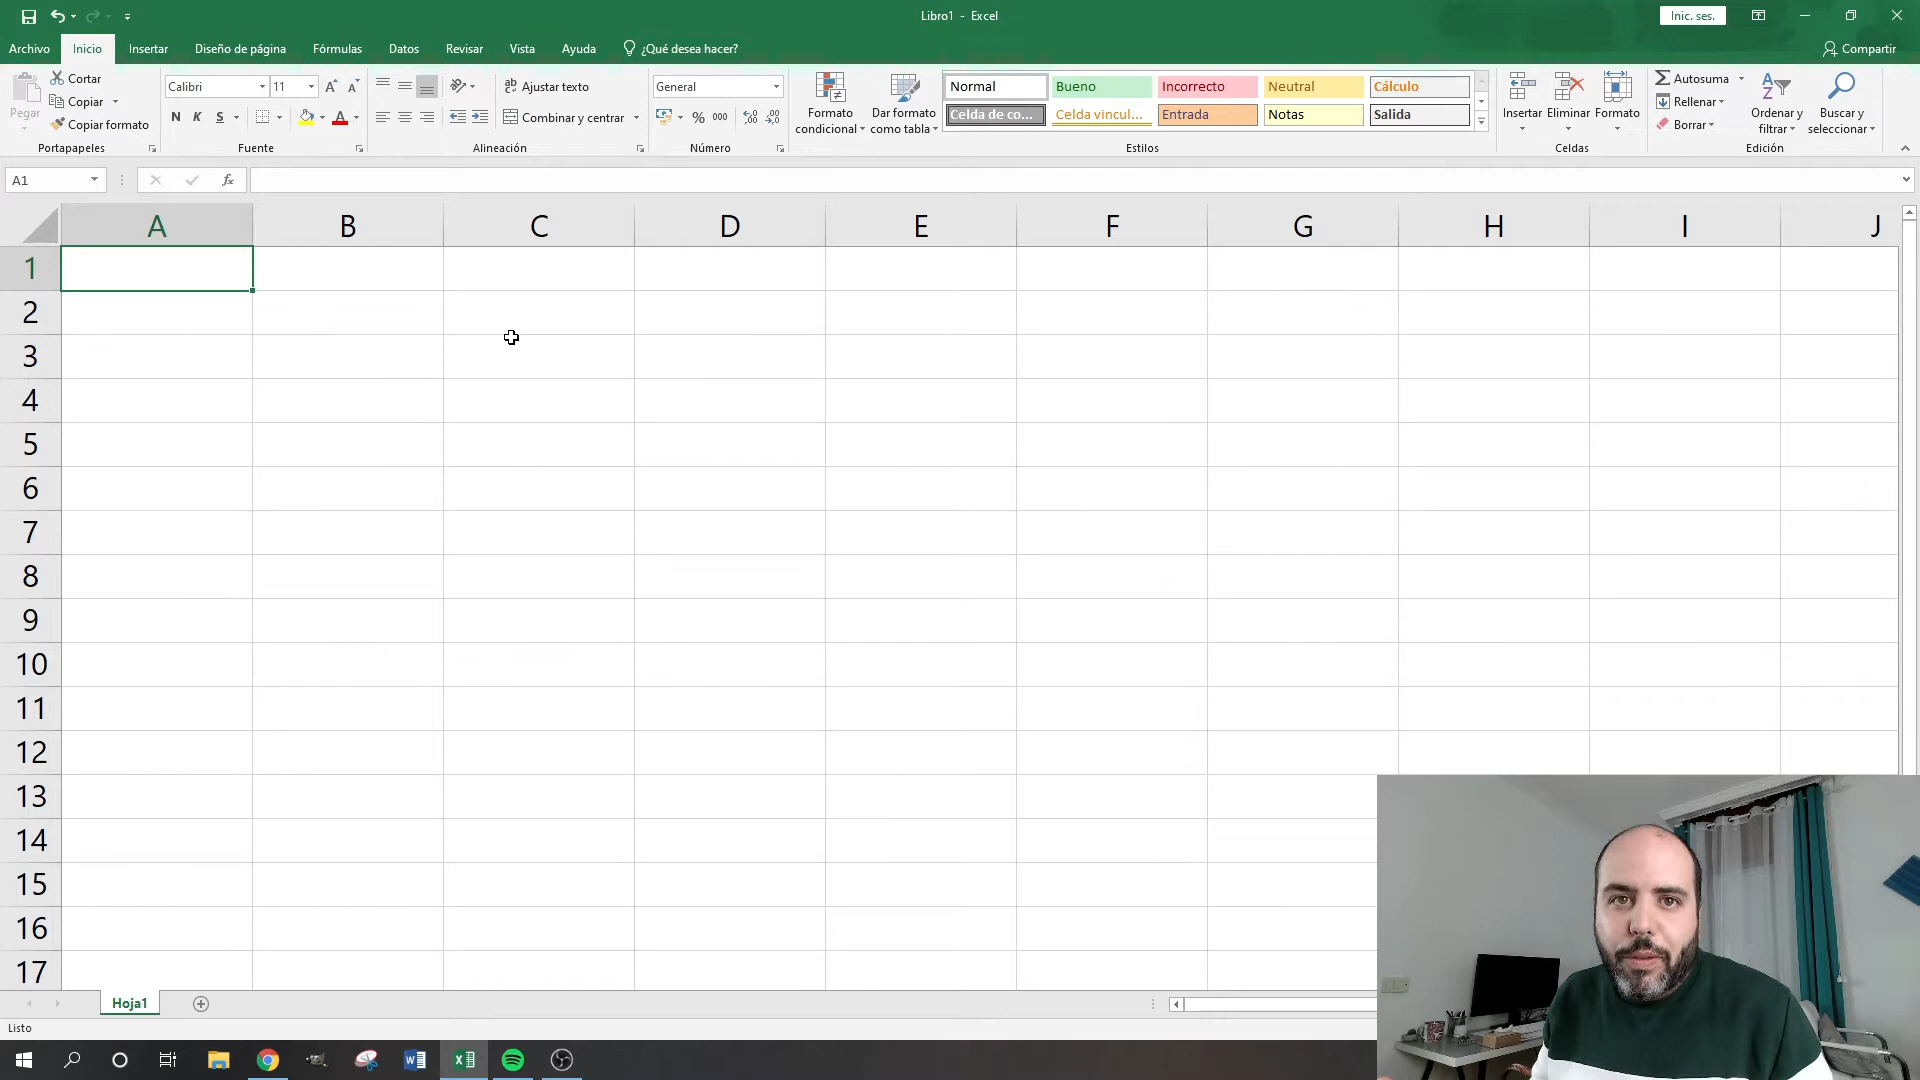 Libro1 - Excel
Inic. ses.
Archivo Inicio Insertar Diseño de página Fórmulas Datos Revisar Vista Ayuda ¿Qué desea hacer? Compartir
Pegar
Cortar
Copiar
Copiar formato
Portapapeles
Calibri 11
N K S
Fuente
Ajustar texto
Combinar y centrar
Alineación
General
% 000
Número
Formato condicional
Dar formato como tabla
Normal Bueno Incorrecto Neutral Cálculo
Celda de co... Celda vincul... Entrada Notas Salida
Estilos
Insertar Eliminar Formato
Celdas
Autosuma
Rellenar
Borrar
Ordenar y filtrar
Buscar y seleccionar
Edición
A1
fx
A B C D E F G H I J
1
2
3
4
5
6
7
8
9
10
11
12
13
14
15
16
17
Hoja1
Listo